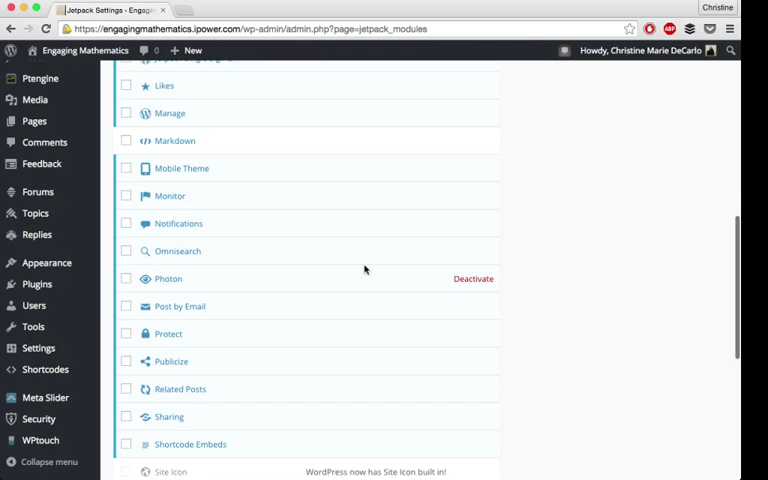 Jetpack Settings ‹ Engagin
Christine
https://engagingmathematics.ipower.com/wp-admin/admin.php?page=jetpack_modules
Engaging Mathematics
0
+ New
Howdy, Christine Marie DeCarlo
Ptengine
Media
Pages
Comments
Feedback
Forums
Topics
Replies
Appearance
Plugins
Users
Tools
Settings
Shortcodes
Meta Slider
Security
WPtouch
Collapse menu
Likes
Manage
Markdown
Mobile Theme
Monitor
Notifications
Omnisearch
Photon Deactivate
Post by Email
Protect
Publicize
Related Posts
Sharing
Shortcode Embeds
Site Icon WordPress now has Site Icon built in!